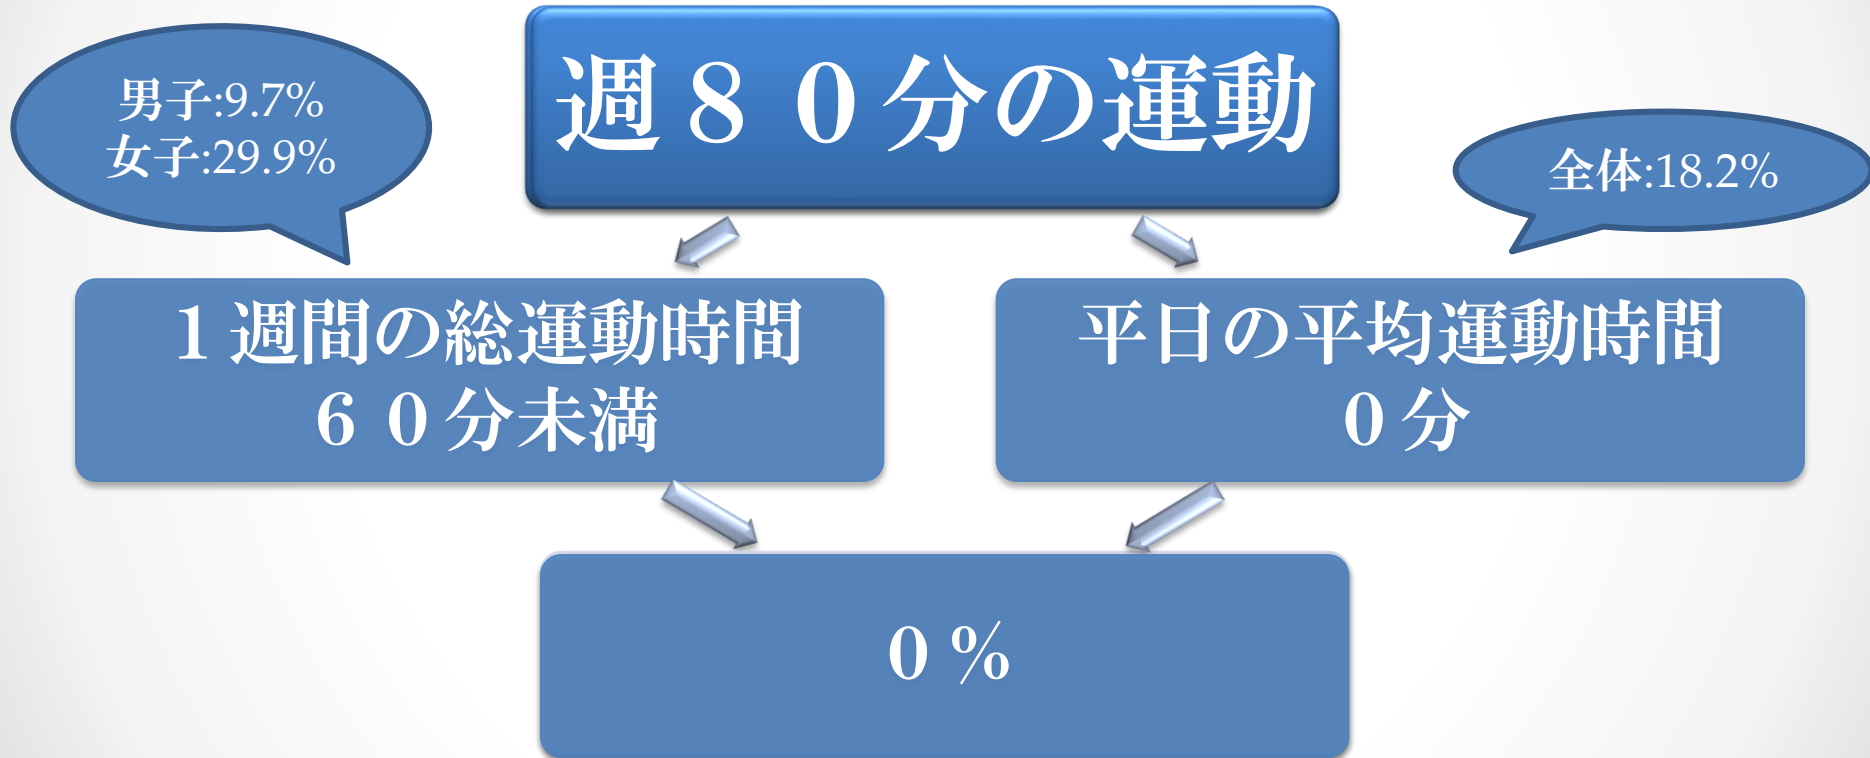 週８０分の運動
男子:9.7%
女子:29.9%
全体:18.2%
１週間の総運動時間
６０分未満
平日の平均運動時間
０分
０％